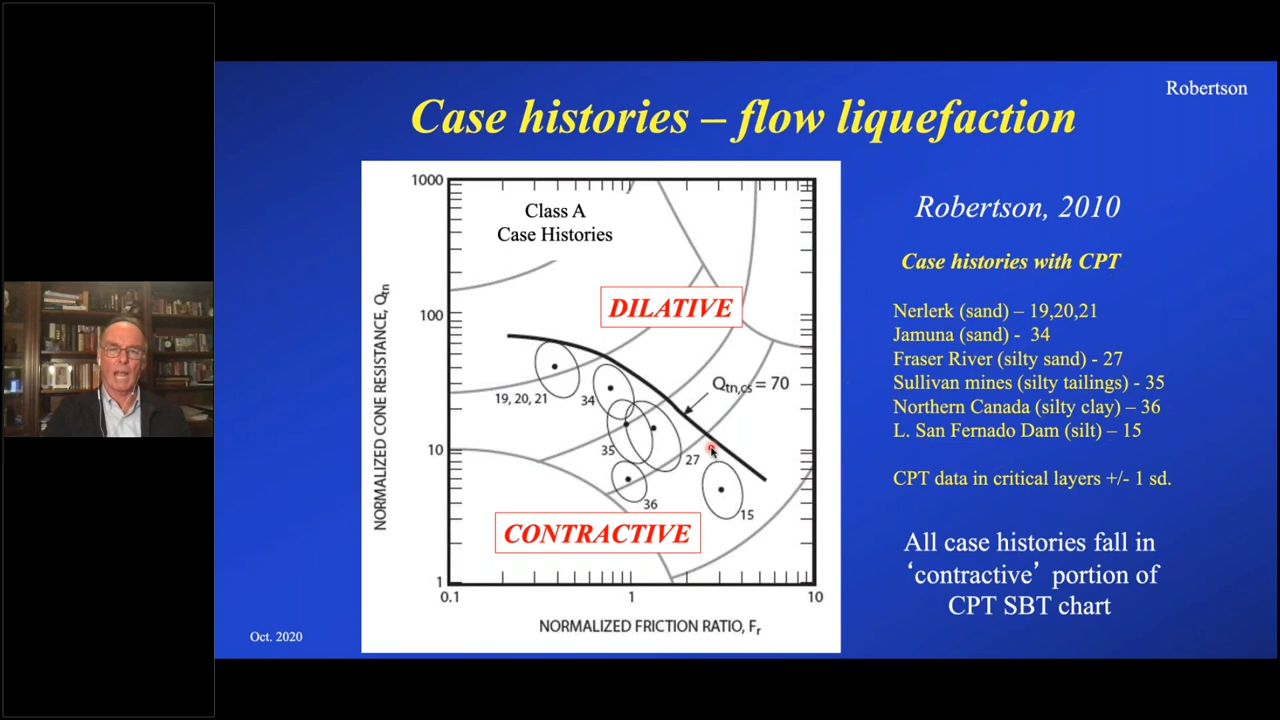 Robertson
Case histories – flow liquefaction
1000
100
10
1
0.1
1
10
NORMALIZED CONE RESISTANCE, Qtn
NORMALIZED FRICTION RATIO, Fr
Class A
Case Histories
DILATIVE
Qtn,cs = 70
19, 20, 21
34
35
27
36
15
CONTRACTIVE
Robertson, 2010
Case histories with CPT
Nerlerk (sand) – 19,20,21
Jamuna (sand) - 34
Fraser River (silty sand) - 27
Sullivan mines (silty tailings) - 35
Northern Canada (silty clay) – 36
L. San Fernado Dam (silt) – 15
CPT data in critical layers +/- 1 sd.
All case histories fall in
‘contractive’ portion of
CPT SBT chart
Oct. 2020